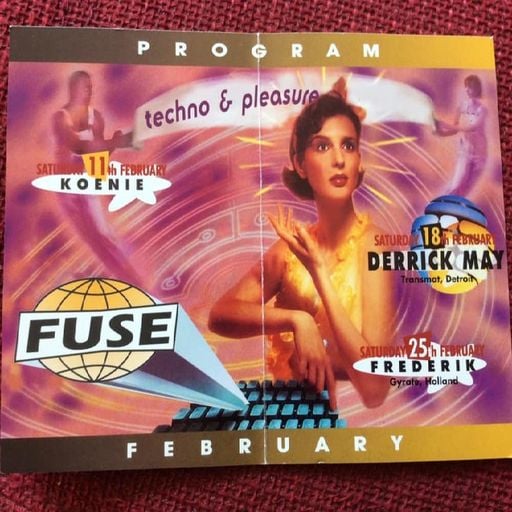 PROGRAM
techno & pleasure
SATURDAY 11th FEBRUARY
KOENIE
SATURDAY 18th FEBRUARY
DERRICK MAY
Transmat, Detroit
FUSE
SATURDAY 25th FEBRUARY
FREDERIK
Gyrate, Holland
FEBRUARY